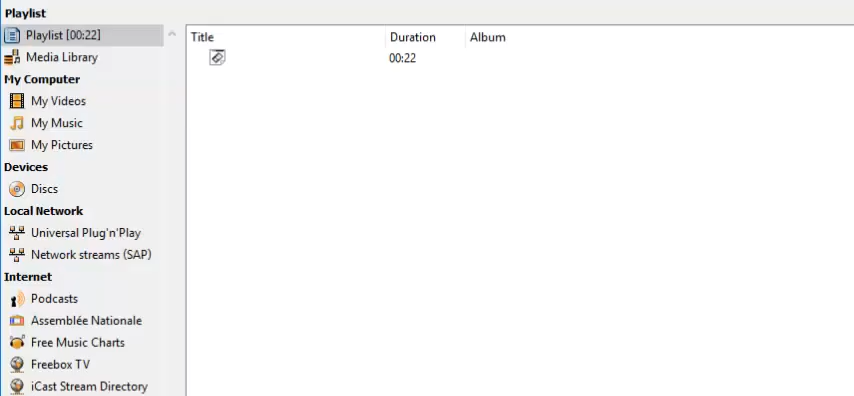 Playlist
Playlist [00:22]
Media Library
My Computer
My Videos
My Music
My Pictures
Devices
Discs
Local Network
Universal Plug'n'Play
Network streams (SAP)
Internet
Podcasts
Assemblée Nationale
Free Music Charts
Freebox TV
iCast Stream Directory
Title Duration Album
00:22